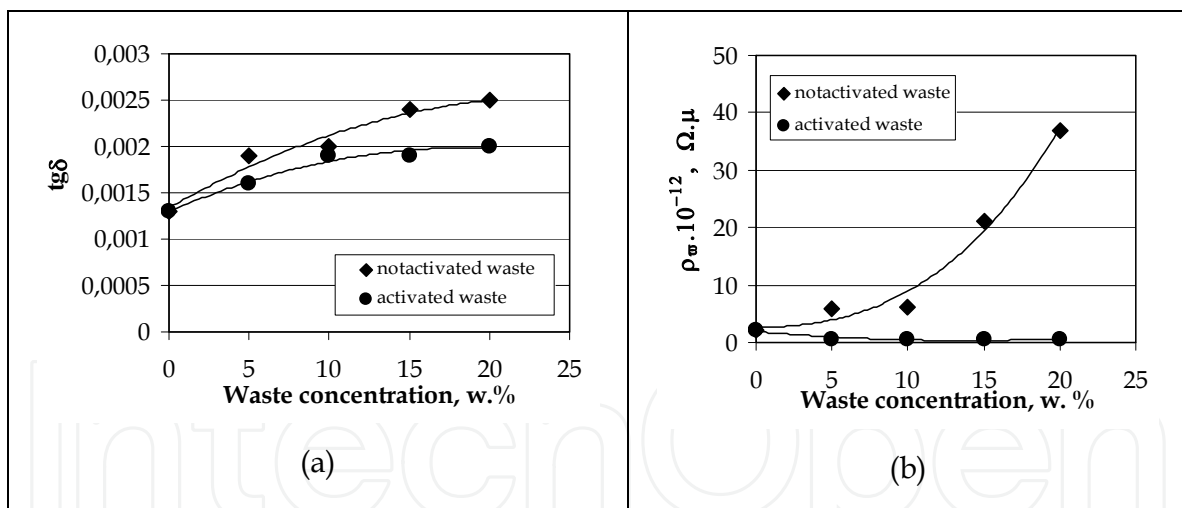 0,003
0,0025
0,002
0,0015
0,001
0,0005
0
tgδ
notactivated waste
activated waste
0 5 10 15 20 25
Waste concentration, w.%
(a)
50
40
30
20
10
0
ρϖ.10⁻¹² , Ω.μ
notactivated waste
activated waste
0 5 10 15 20 25
Waste concentration, w. %
(b)
IntechOpen